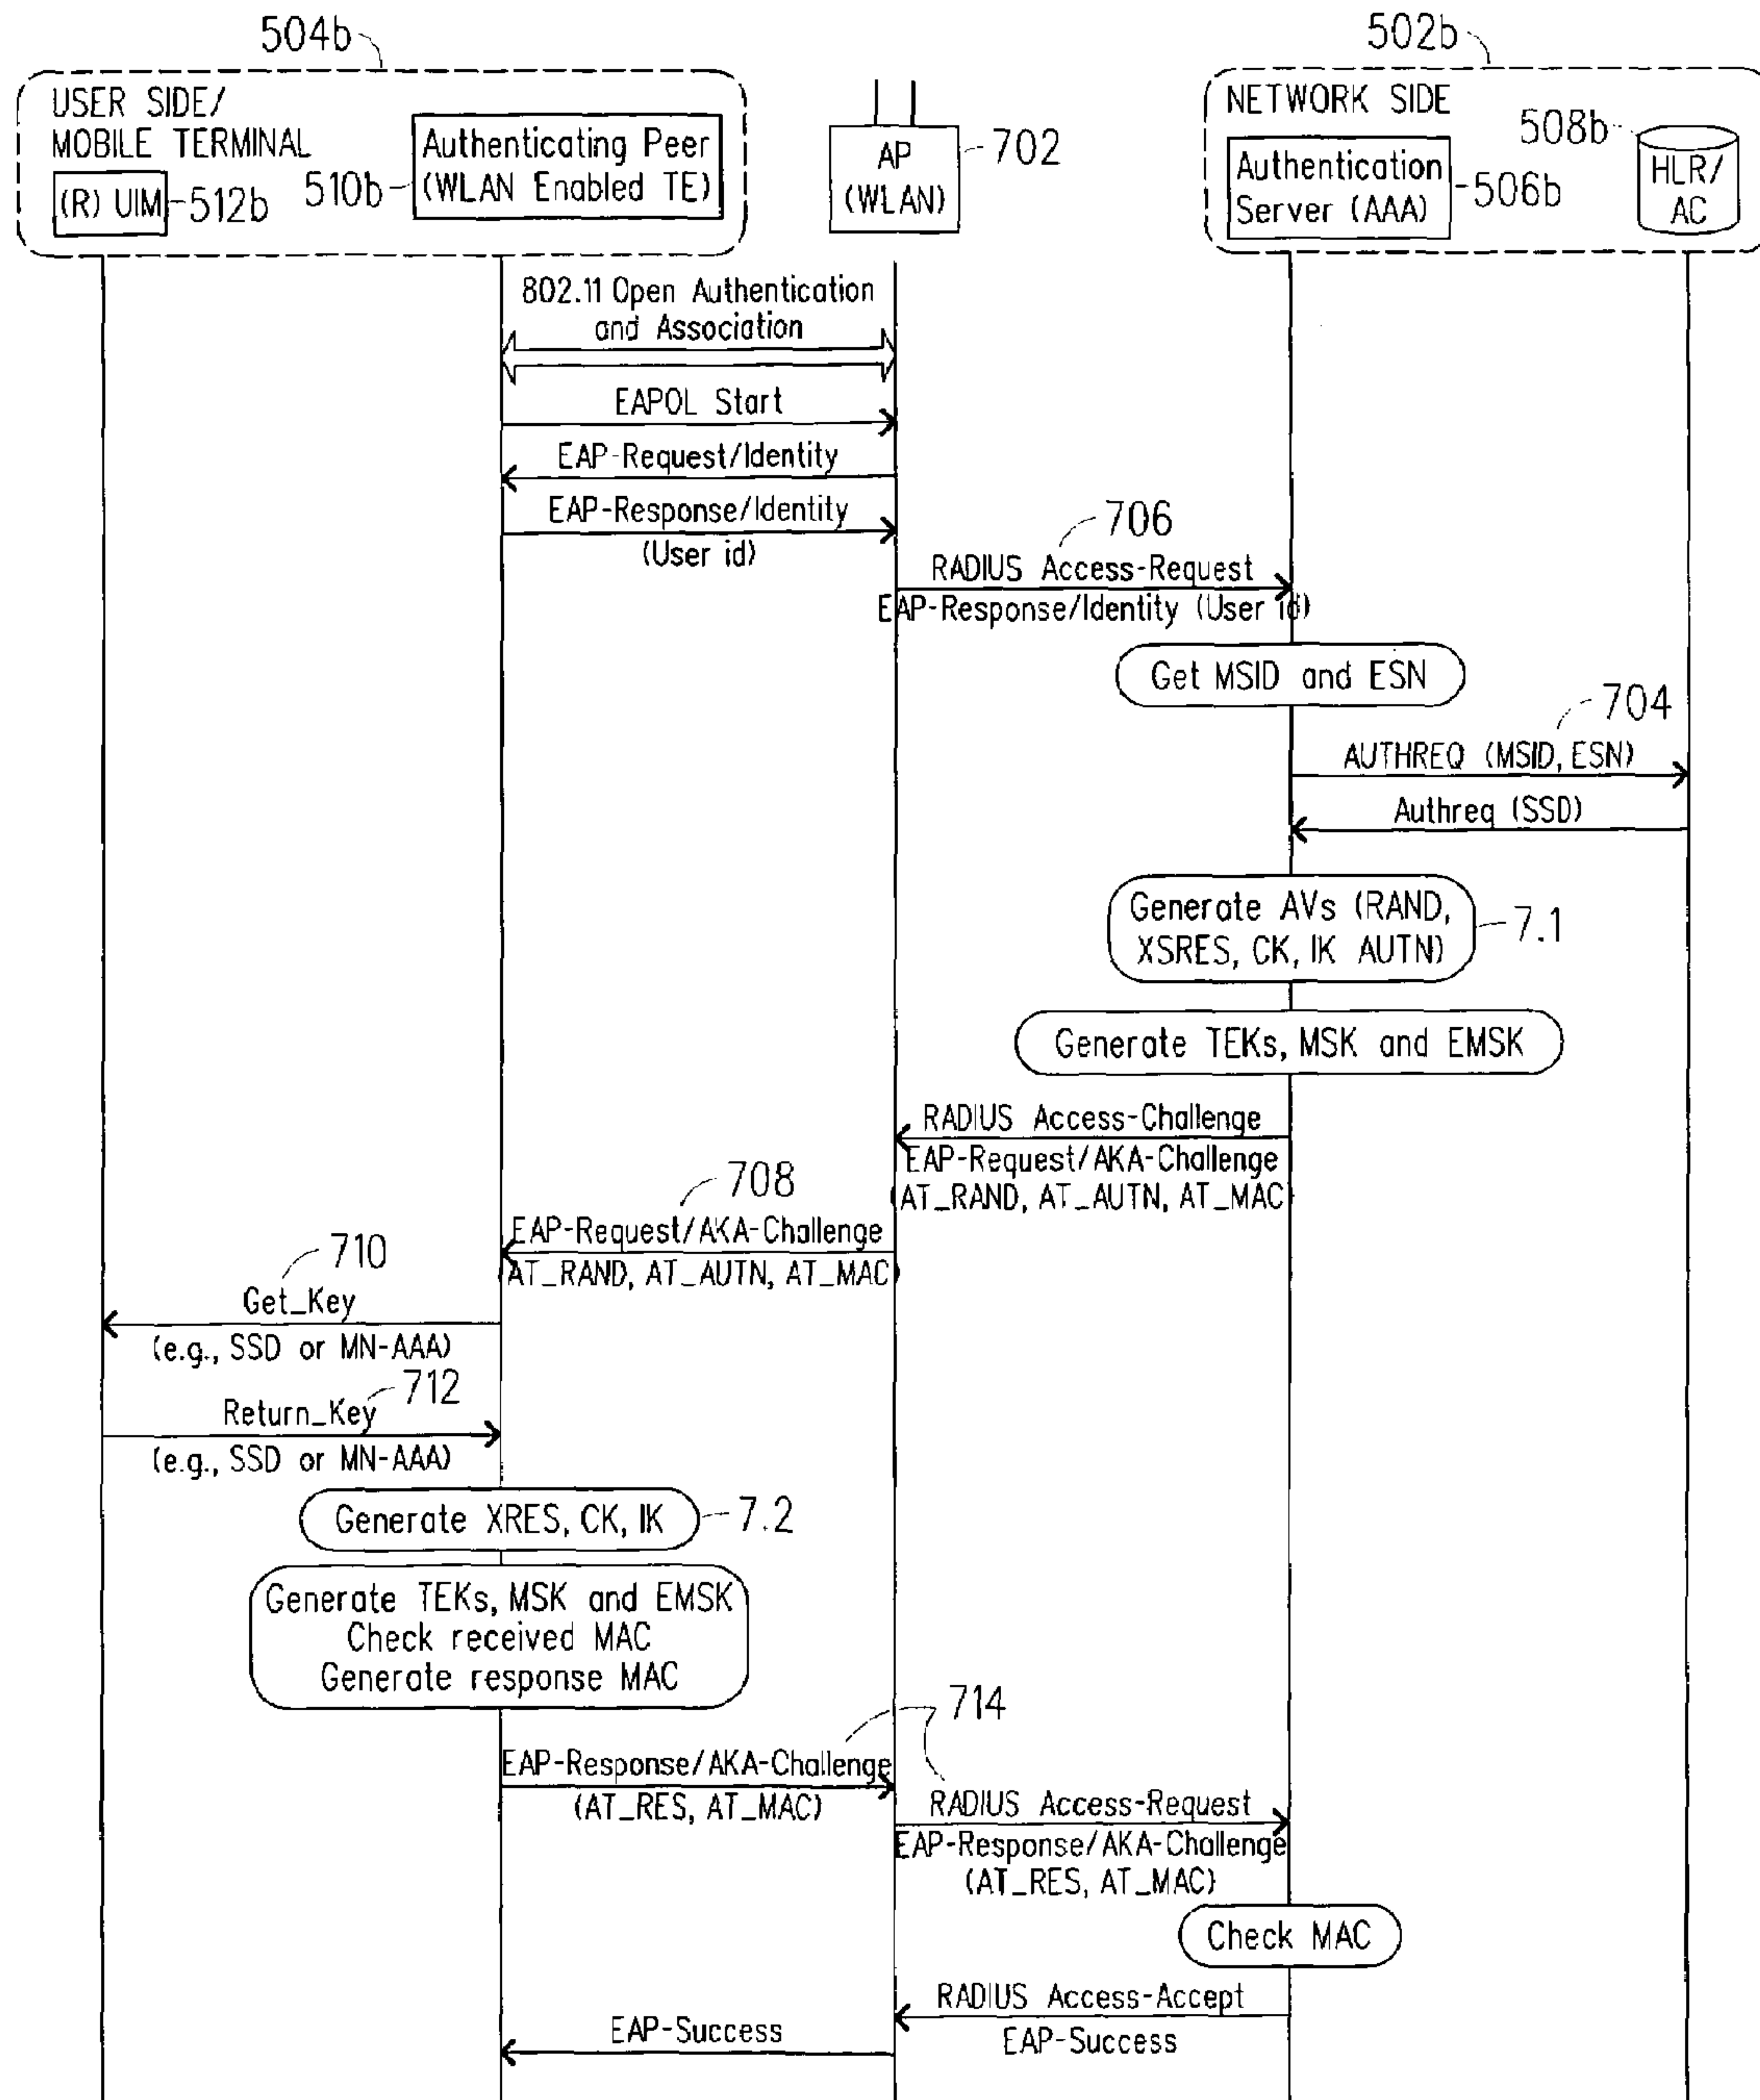 504b
502b
USER SIDE/
MOBILE TERMINAL
(R) UIM
512b
510b
Authenticating Peer
(WLAN Enabled TE)
AP
(WLAN)
702
NETWORK SIDE
Authentication
Server (AAA)
506b
508b
HLR/
AC
802.11 Open Authentication
and Association
EAPOL Start
EAP-Request/Identity
EAP-Response/Identity
(User id)
706
RADIUS Access-Request
EAP-Response/Identity (User id)
Get MSID and ESN
704
AUTHREQ (MSID, ESN)
Authreq (SSD)
Generate AVs (RAND,
XSRES, CK, IK AUTN)
7.1
Generate TEKs, MSK and EMSK
RADIUS Access-Challenge
EAP-Request/AKA-Challenge
(AT_RAND, AT_AUTN, AT_MAC)
708
EAP-Request/AKA-Challenge
(AT_RAND, AT_AUTN, AT_MAC)
710
Get_Key
(e.g., SSD or MN-AAA)
712
Return_Key
(e.g., SSD or MN-AAA)
Generate XRES, CK, IK
7.2
Generate TEKs, MSK and EMSK
Check received MAC
Generate response MAC
714
EAP-Response/AKA-Challenge
(AT_RES, AT_MAC)
RADIUS Access-Request
EAP-Response/AKA-Challenge
(AT_RES, AT_MAC)
Check MAC
RADIUS Access-Accept
EAP-Success
EAP-Success